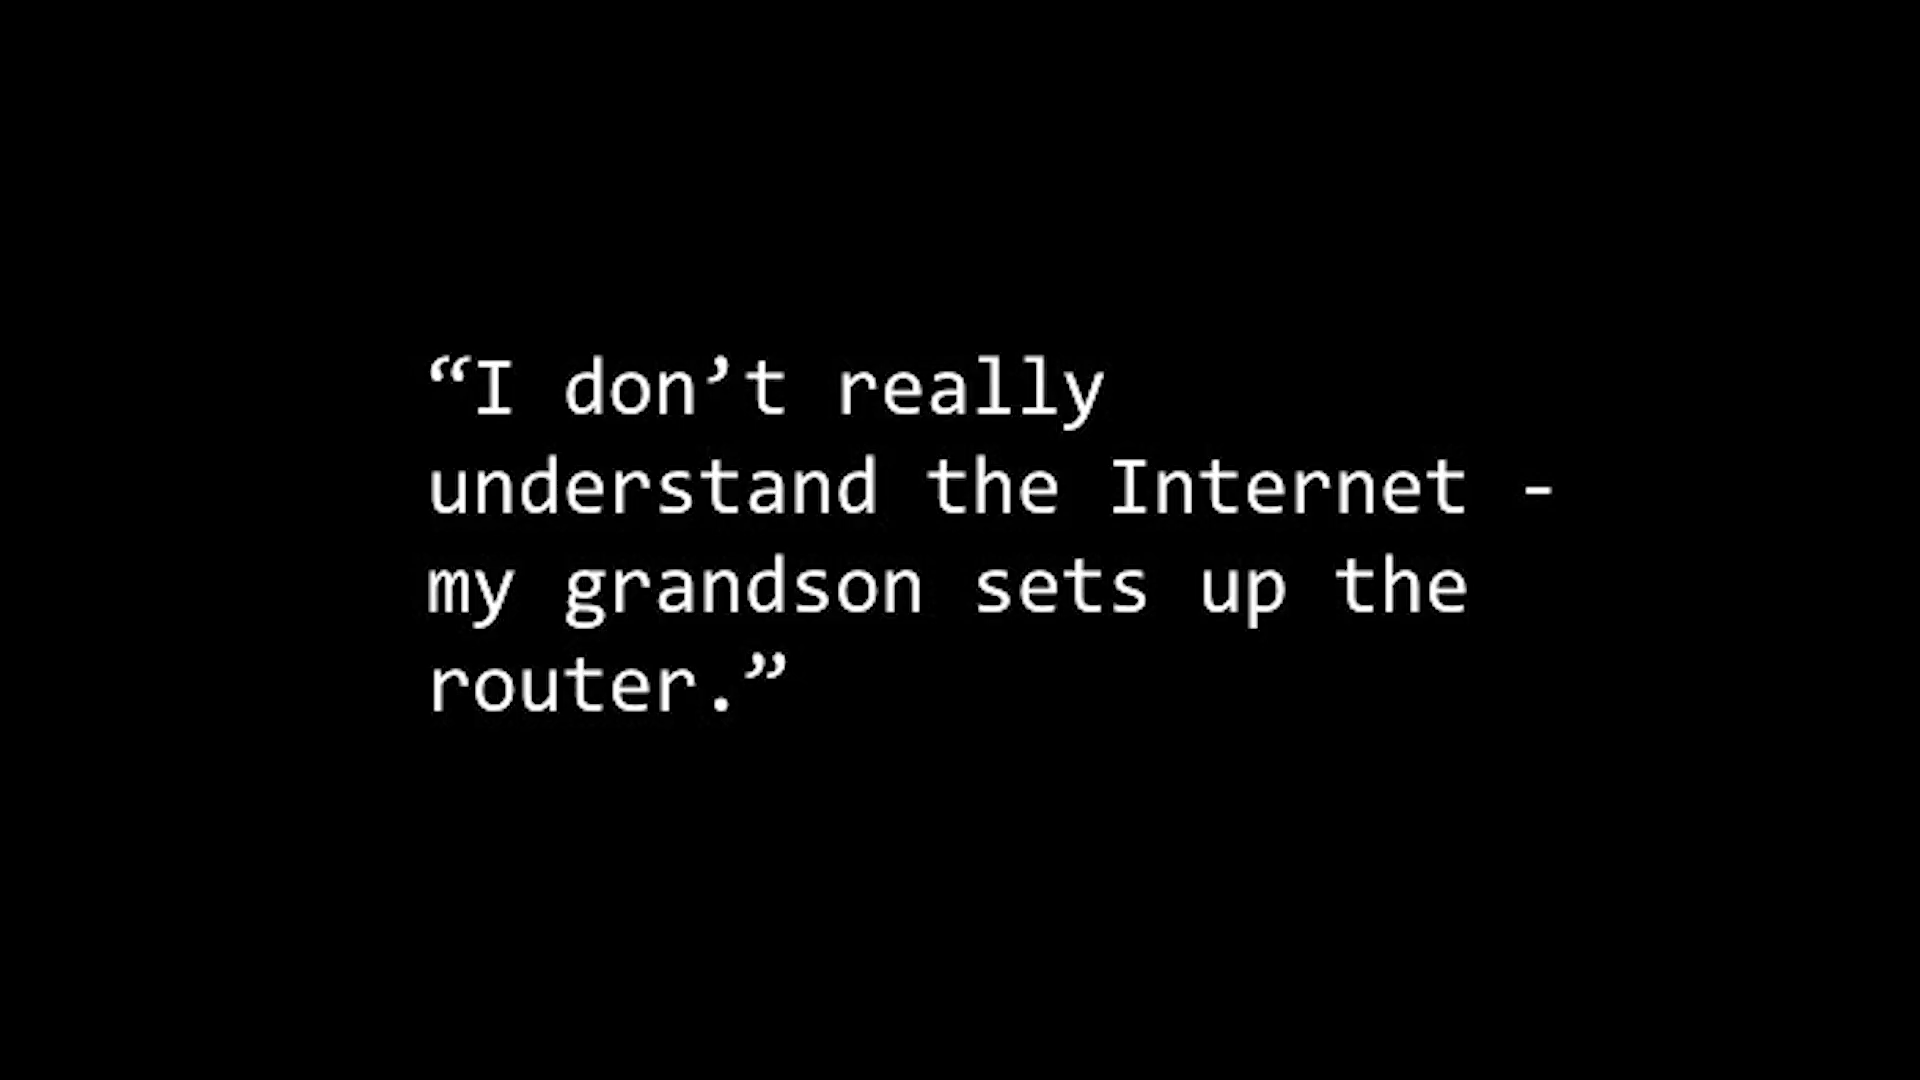 “I don’t really
understand the Internet -
my grandson sets up the
router.”